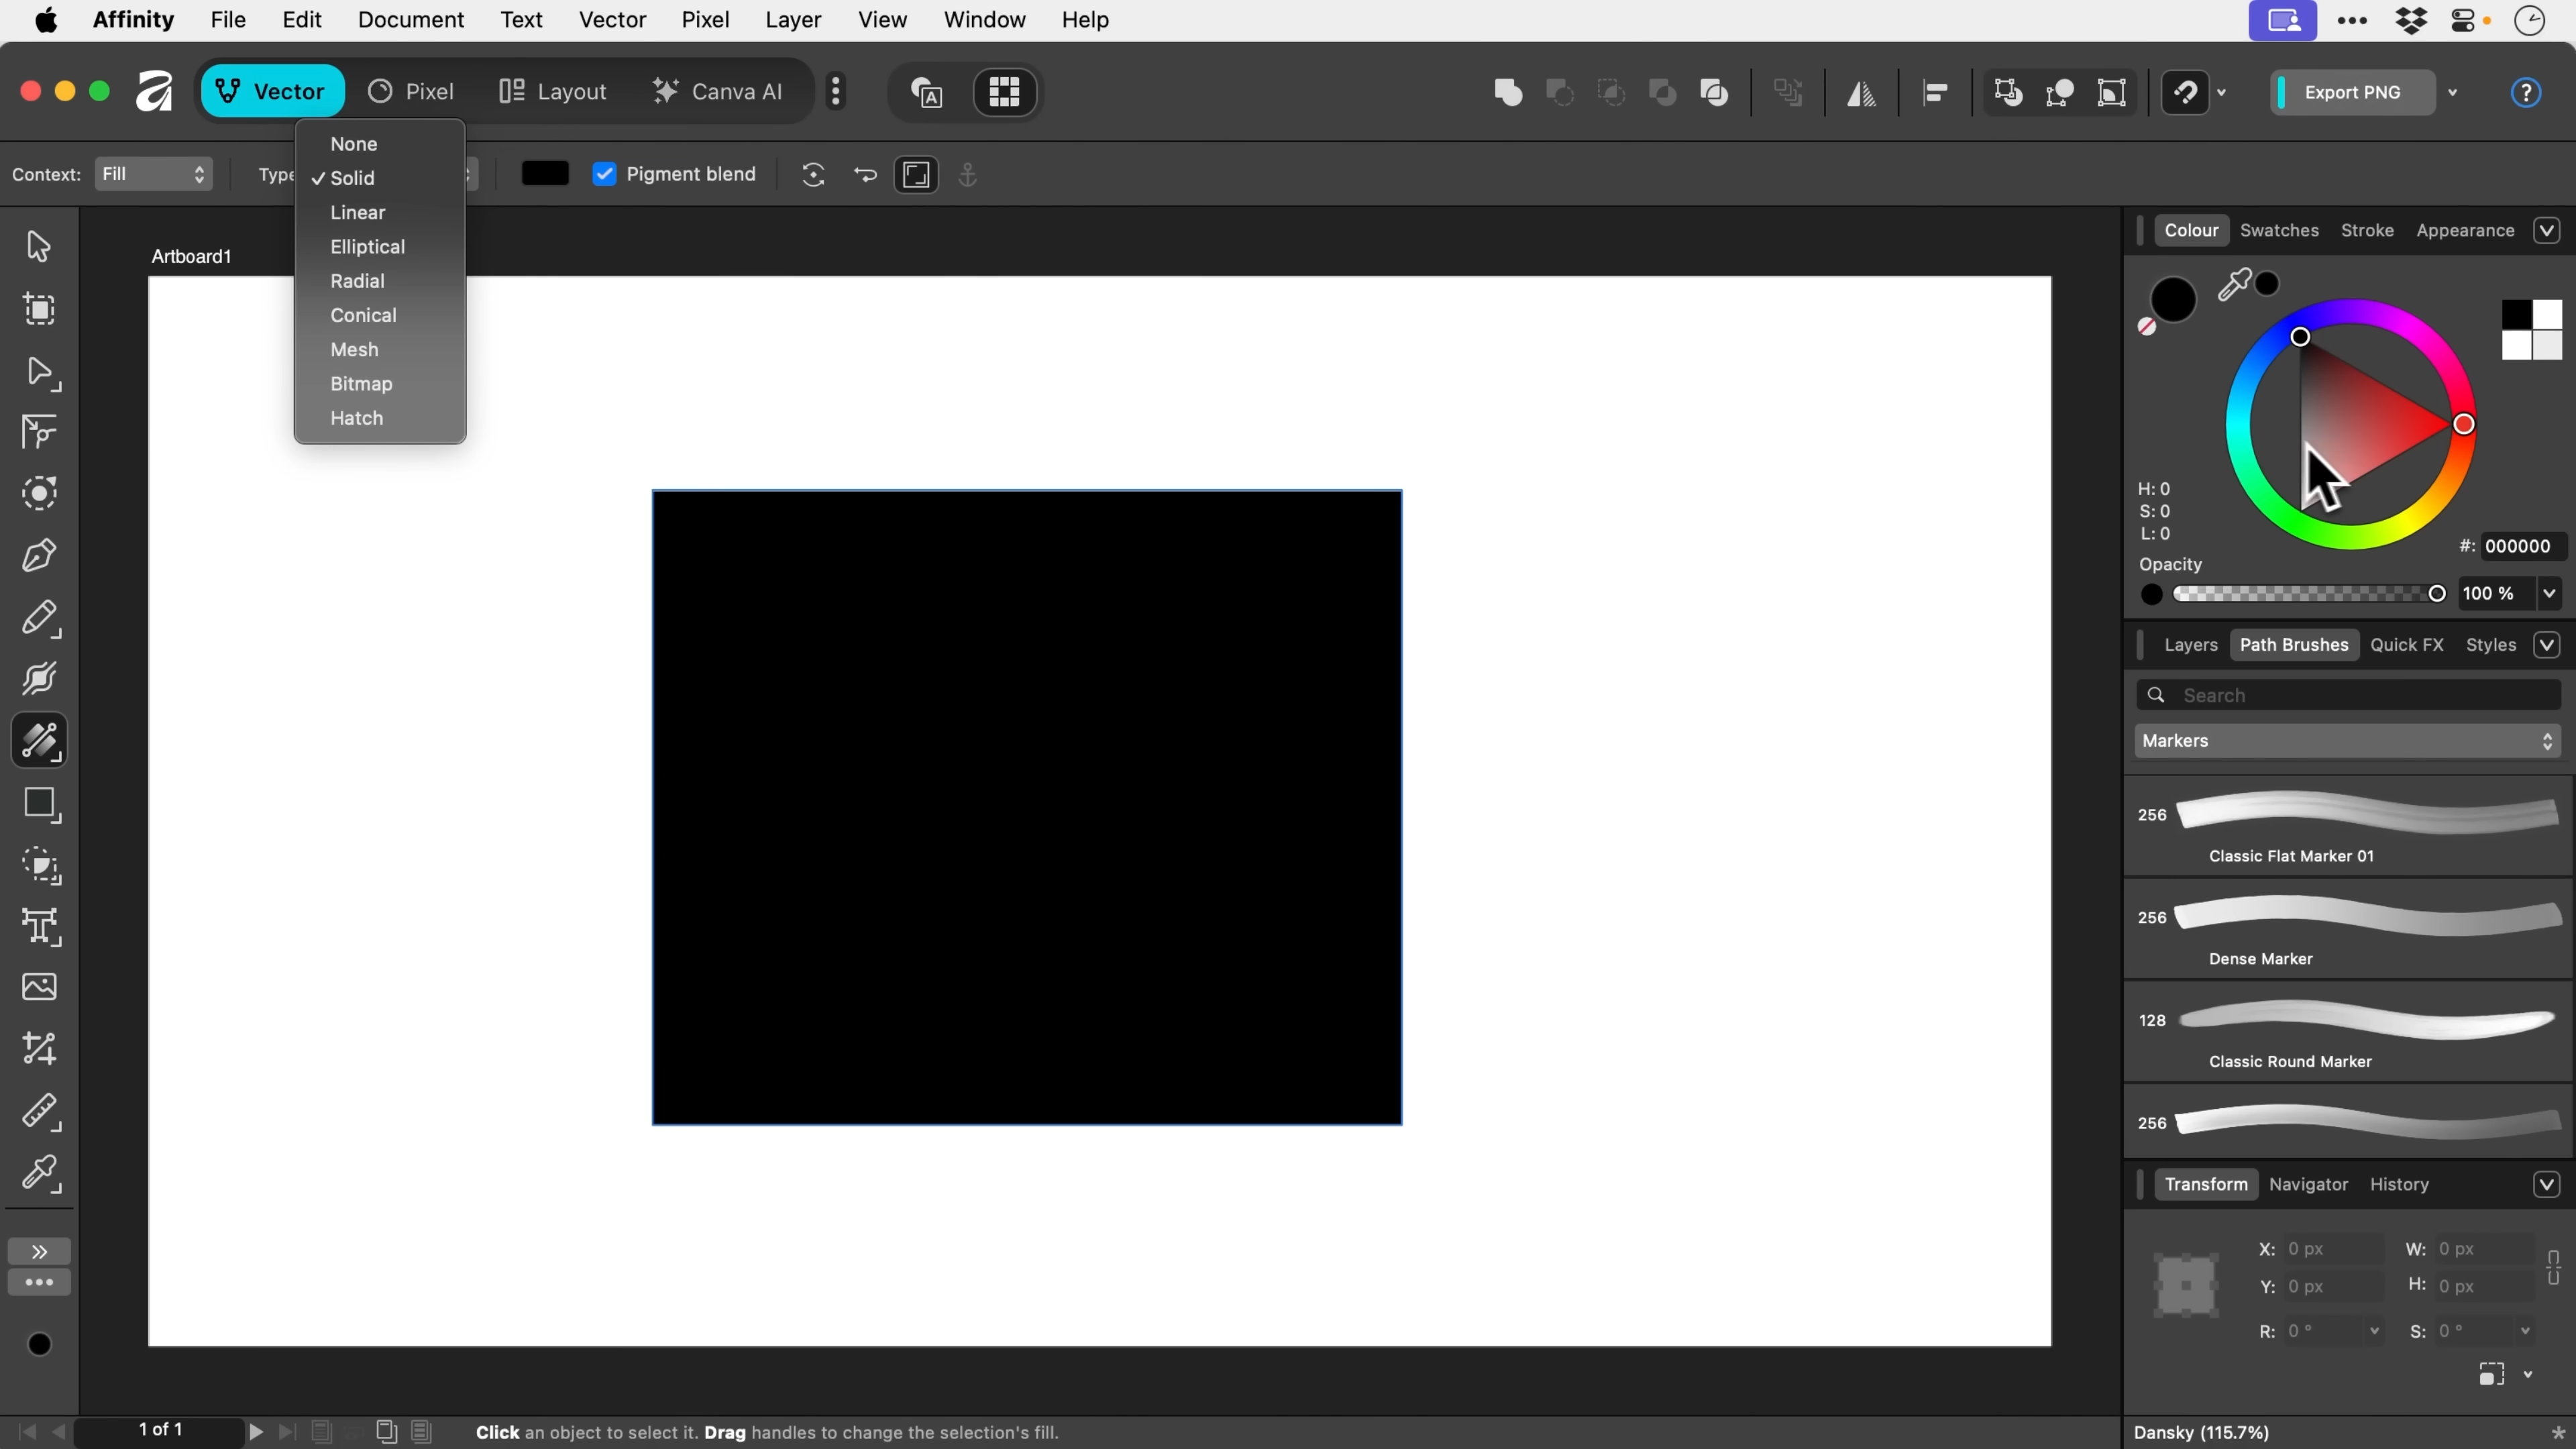 Affinity File Edit Document Text Vector Pixel Layer View Window Help
Vector Pixel Layout Canva AI A Export PNG ?
Context: Fill Type Pigment blend
None
Solid
Linear
Elliptical
Radial
Conical
Mesh
Bitmap
Hatch
Artboard1
Colour Swatches Stroke Appearance
H: 0
S: 0
L: 0
#: 000000
Opacity
100 %
Layers Path Brushes Quick FX Styles
Search
Markers
256
Classic Flat Marker 01
256
Dense Marker
128
Classic Round Marker
256
Transform Navigator History
X: 0 px W: 0 px
Y: 0 px H: 0 px
R: 0 ° S: 0 °
1 of 1 Click an object to select it. Drag handles to change the selection's fill. Dansky (115.7%) *